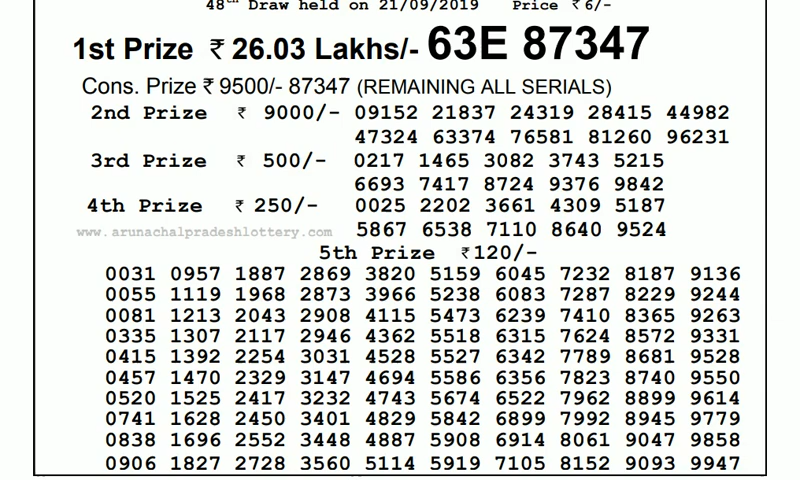 48th Draw held on 21/09/2019 Price ₹ 6/-
1st Prize ₹ 26.03 Lakhs/- 63E 87347
Cons. Prize ₹ 9500/- 87347 (REMAINING ALL SERIALS)
2nd Prize ₹ 9000/- 09152 21837 24319 28415 44982
47324 63374 76581 81260 96231
3rd Prize ₹ 500/- 0217 1465 3082 3743 5215
6693 7417 8724 9376 9842
4th Prize ₹ 250/- 0025 2202 3661 4309 5187
www.arunachalpradeshlottery.com 5867 6538 7110 8640 9524
5th Prize ₹120/-
0031 0957 1887 2869 3820 5159 6045 7232 8187 9136
0055 1119 1968 2873 3966 5238 6083 7287 8229 9244
0081 1213 2043 2908 4115 5473 6239 7410 8365 9263
0335 1307 2117 2946 4362 5518 6315 7624 8572 9331
0415 1392 2254 3031 4528 5527 6342 7789 8681 9528
0457 1470 2329 3147 4694 5586 6356 7823 8740 9550
0520 1525 2417 3232 4743 5674 6522 7962 8899 9614
0741 1628 2450 3401 4829 5842 6899 7992 8945 9779
0838 1696 2552 3448 4887 5908 6914 8061 9047 9858
0906 1827 2728 3560 5114 5919 7105 8152 9093 9947